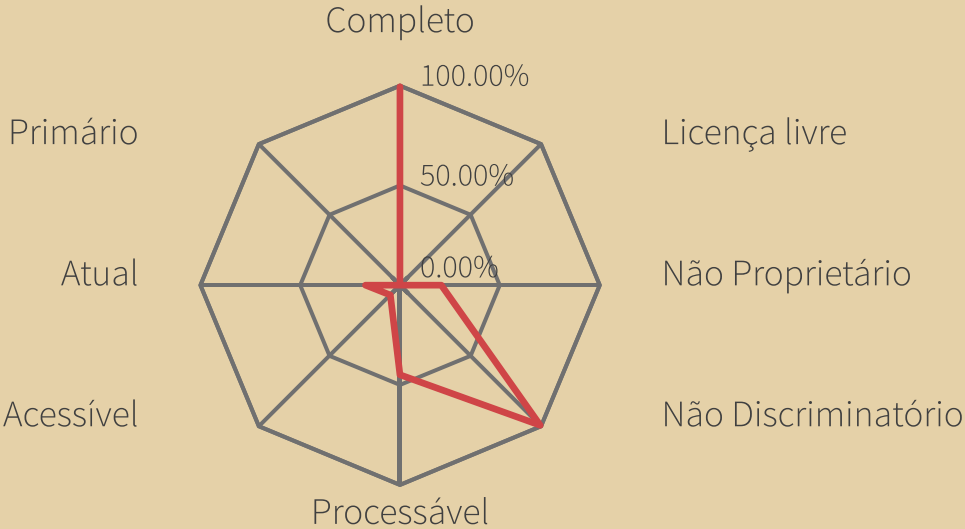 Completo
100.00%
Primário
Licença livre
50.00%
Atual
0.00%
Não Proprietário
Acessível
Não Discriminatório
Processável